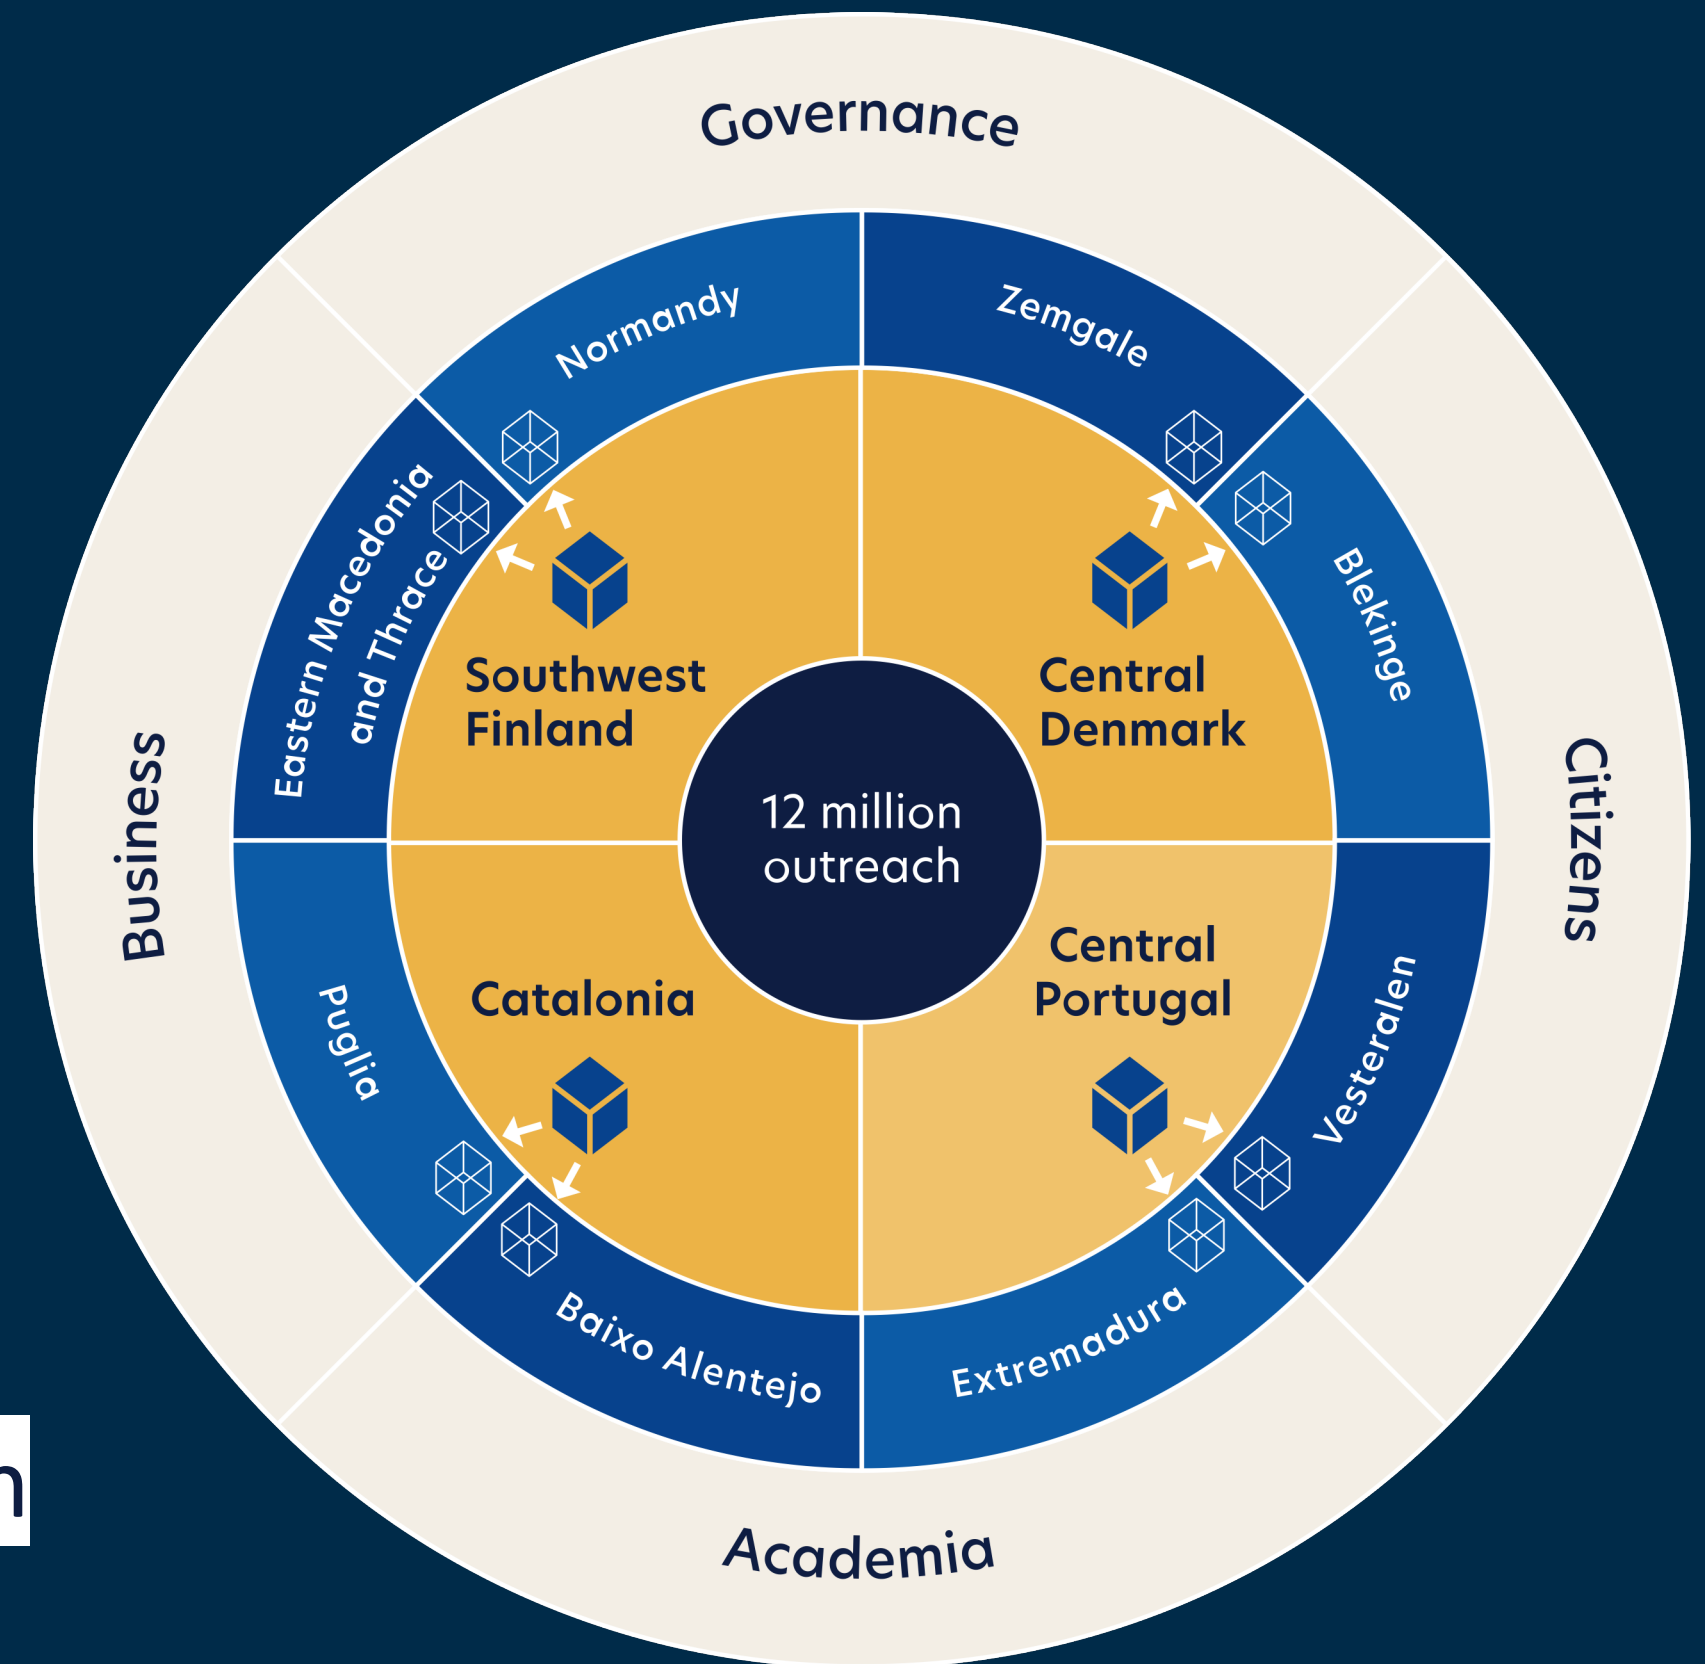 Governance
Normandy
Zemgale
Eastern Macedonia
and Thrace
Blekinge
Southwest
Finland
Central
Denmark
Business
12 million
outreach
Citizens
Catalonia
Central
Portugal
Puglia
Vesteralen
Baixo Alentejo
Extremadura
Academia